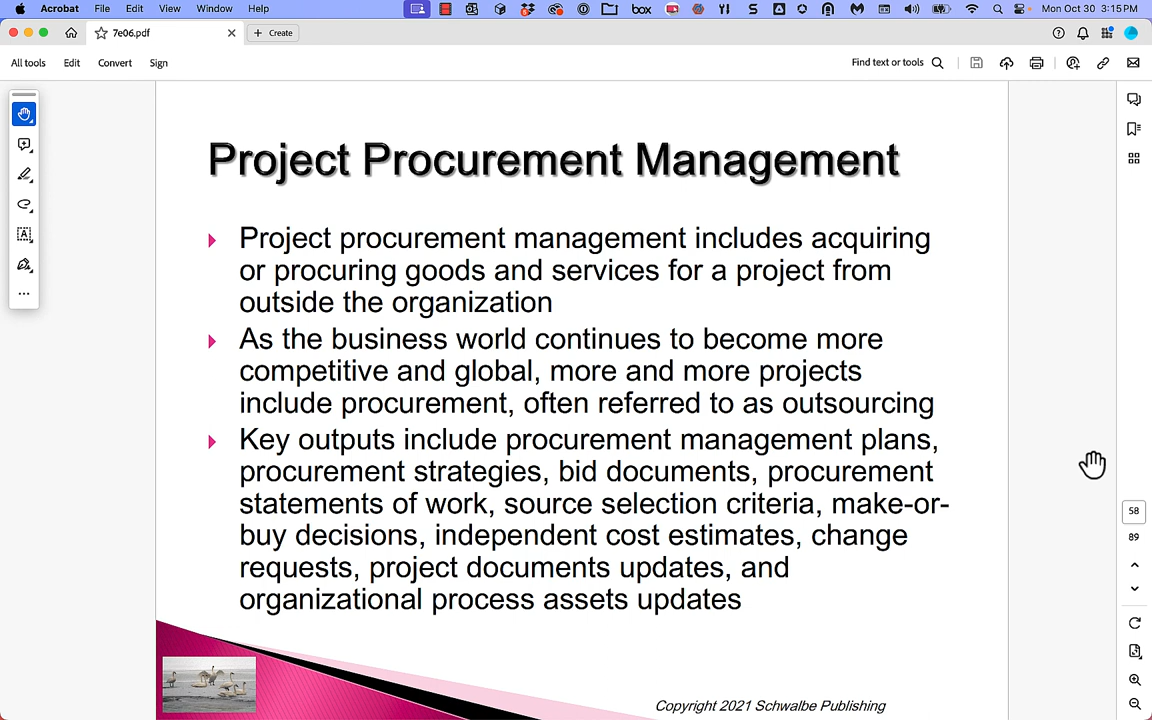 Acrobat File Edit View Window Help box Mon Oct 30 3:15 PM
7e06.pdf + Create
All tools Edit Convert Sign Find text or tools
Project Procurement Management
Project procurement management includes acquiring
or procuring goods and services for a project from
outside the organization
As the business world continues to become more
competitive and global, more and more projects
include procurement, often referred to as outsourcing
Key outputs include procurement management plans,
procurement strategies, bid documents, procurement
statements of work, source selection criteria, make-or-
buy decisions, independent cost estimates, change
requests, project documents updates, and
organizational process assets updates
58
89
Copyright 2021 Schwalbe Publishing